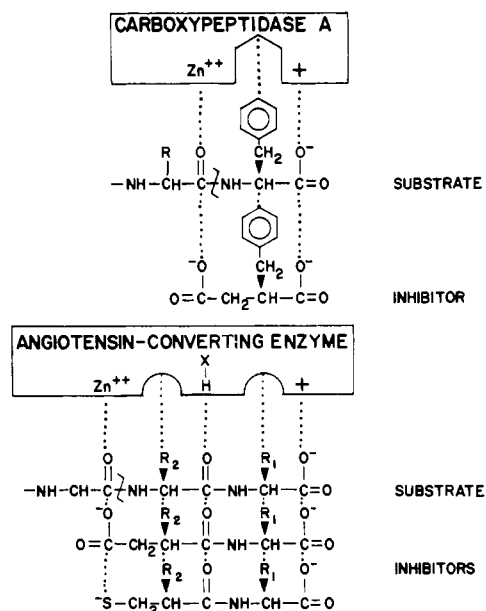 CARBOXYPEPTIDASE A
Zn++ +
CH2
R O O-
—NH—CH—C—NH—CH—C=O SUBSTRATE
-O CH2 O-
O=C—CH2—CH—C=O INHIBITOR
ANGIOTENSIN-CONVERTING ENZYME
X
Zn++ H +
O R2 O R1 O-
—NH—CH—C—NH—CH—C—NH—CH—C=O SUBSTRATE
-O R2 O R1 O-
O=C—CH2—CH—C—NH—CH—C=O INHIBITORS
R2 O R1 O-
-S—CH2—CH—C—NH—CH—C=O